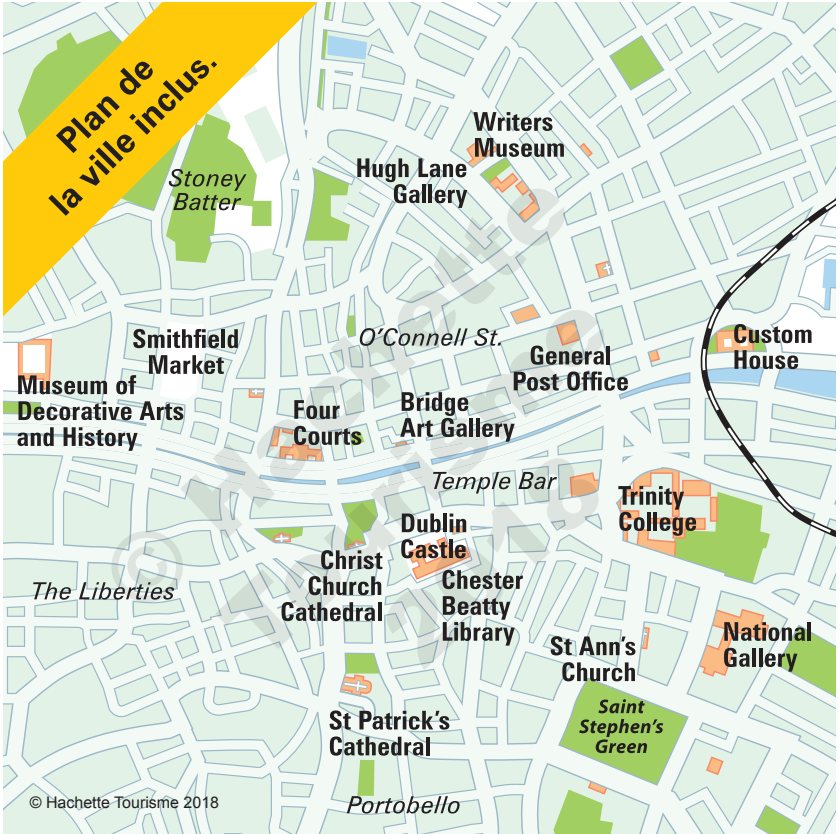 Plan de
la ville inclus.
Writers
Museum
Hugh Lane
Gallery
Stoney
Batter
Smithfield
Market
O'Connell St.
General
Post Office
Custom
House
Museum of
Decorative Arts
and History
Four
Courts
Bridge
Art Gallery
Temple Bar
Trinity
College
Dublin
Castle
Christ
Church
Cathedral
Chester
Beatty
Library
The Liberties
St Ann's
Church
National
Gallery
Saint
Stephen's
Green
St Patrick's
Cathedral
Portobello
© Hachette Tourisme 2018
© Hachette
Tourisme
2018